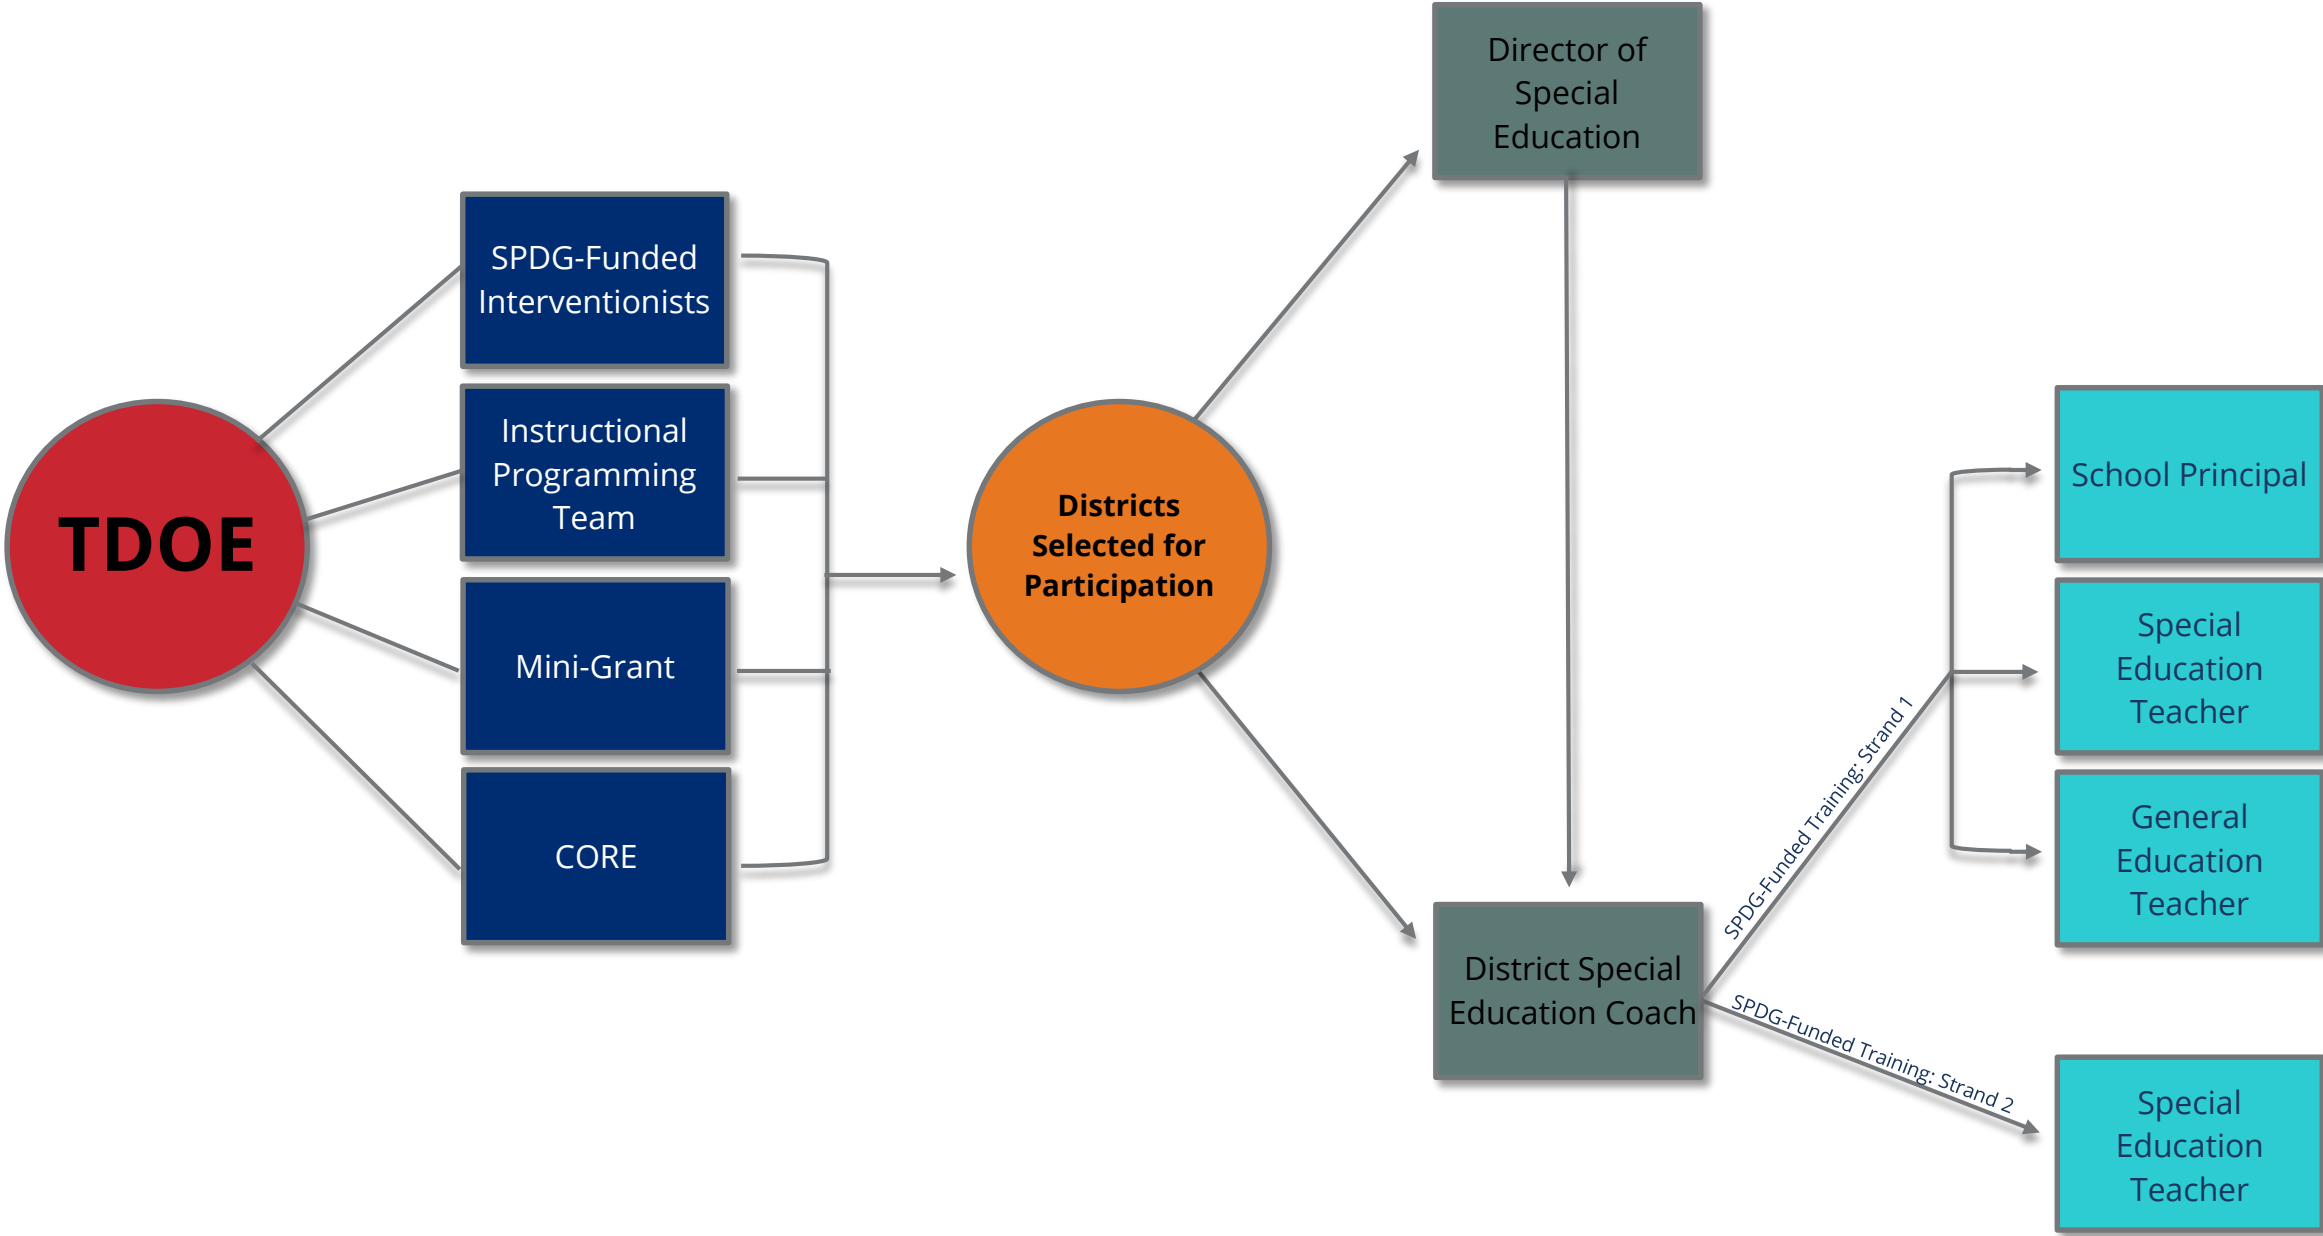 TDOE
SPDG-Funded
Interventionists
Instructional
Programming
Team
Mini-Grant
CORE
Districts
Selected for
Participation
Director of
Special
Education
District Special
Education Coach
SPDG-Funded Training: Strand 1
SPDG-Funded Training: Strand 2
School Principal
Special
Education
Teacher
General
Education
Teacher
Special
Education
Teacher